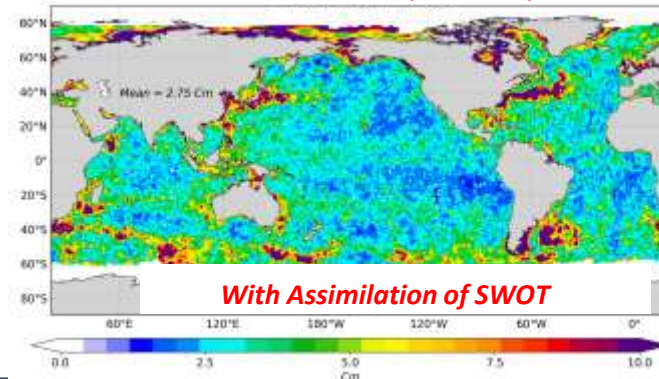 80°N
60°N
40°N
20°N
0°
20°S
40°S
60°S
80°S
Mean = 2.75 Cm
With Assimilation of SWOT
60°E 120°E 180°W 120°W 60°W 0°
0.0 2.5 5.0 7.5 10.0
Cm